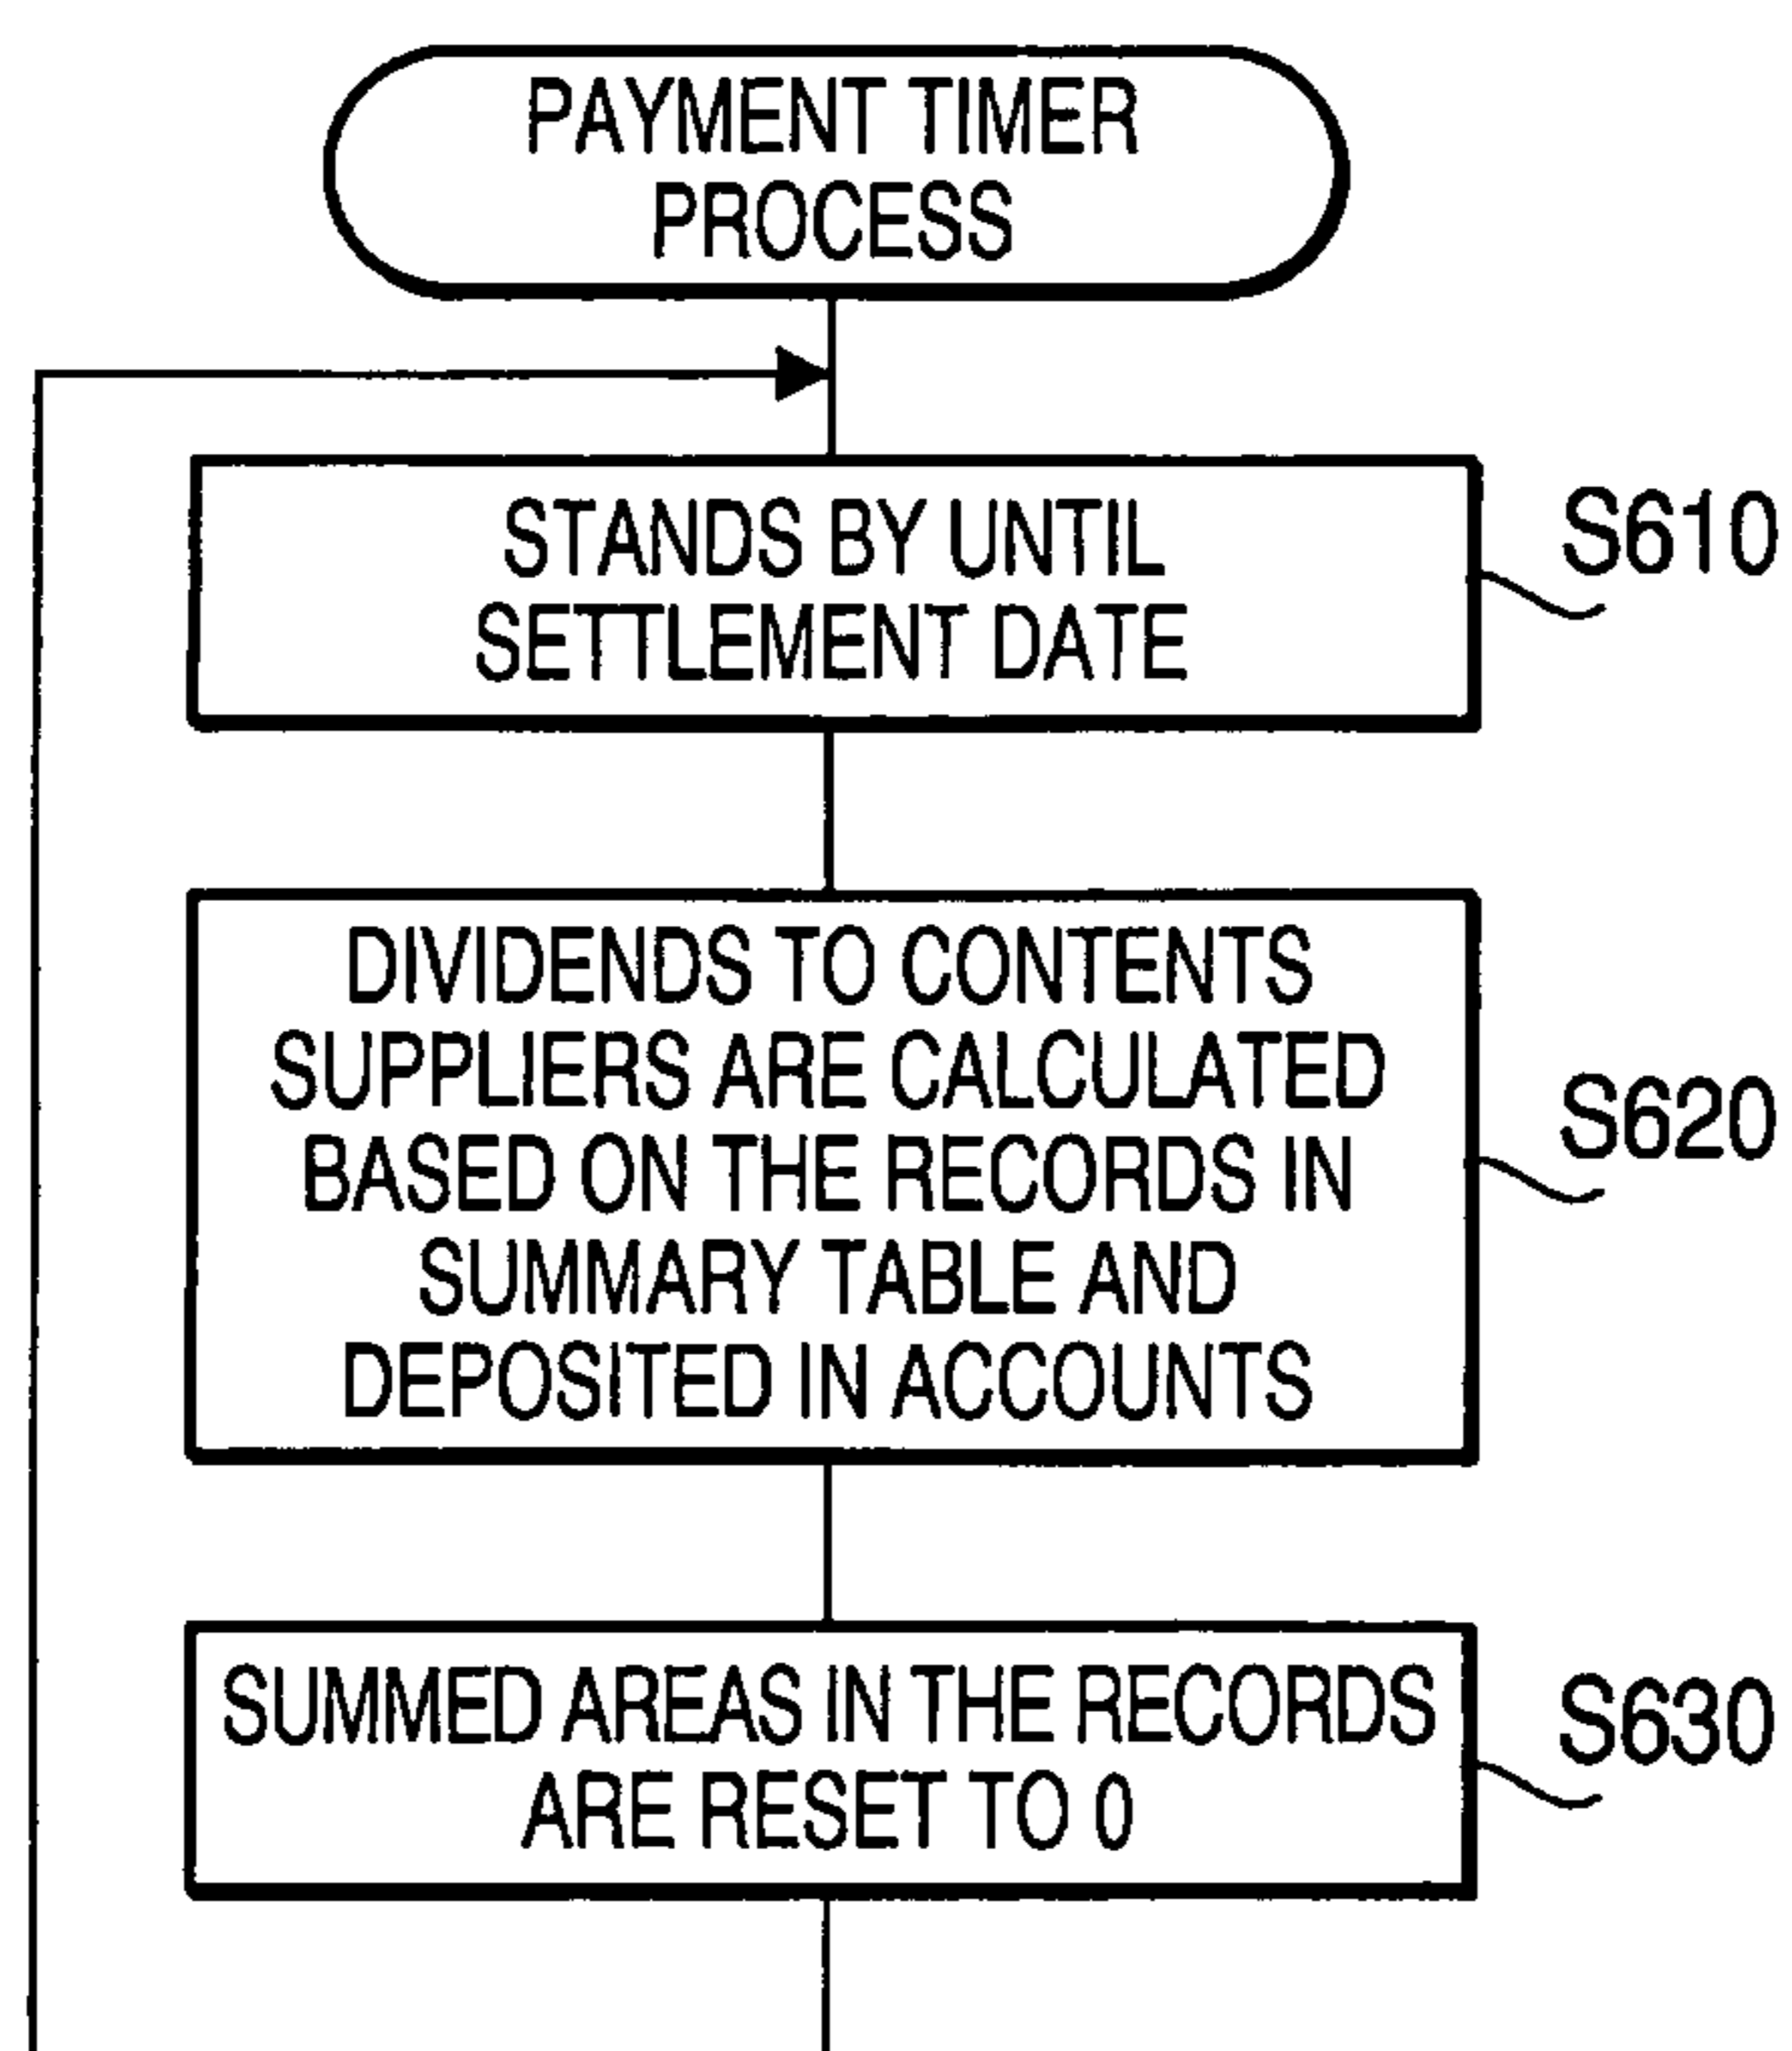 PAYMENT TIMER
PROCESS
STANDS BY UNTIL
SETTLEMENT DATE
S610
DIVIDENDS TO CONTENTS
SUPPLIERS ARE CALCULATED
BASED ON THE RECORDS IN
SUMMARY TABLE AND
DEPOSITED IN ACCOUNTS
S620
SUMMED AREAS IN THE RECORDS
ARE RESET TO 0
S630